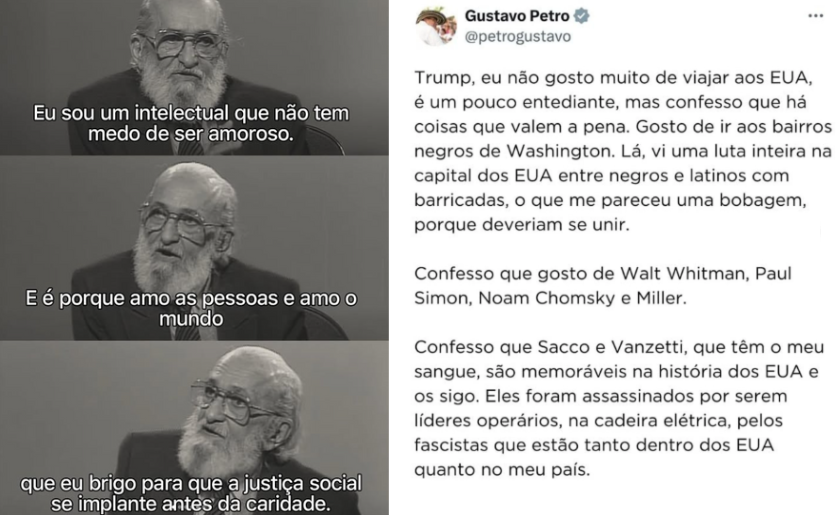 Eu sou um intelectual que não tem
medo de ser amoroso.
E é porque amo as pessoas e amo o
mundo
que eu brigo para que a justiça social
se implante antes da caridade.
Gustavo Petro
@petrogustavo
Trump, eu não gosto muito de viajar aos EUA,
é um pouco entediante, mas confesso que há
coisas que valem a pena. Gosto de ir aos bairros
negros de Washington. Lá, vi uma luta inteira na
capital dos EUA entre negros e latinos com
barricadas, o que me pareceu uma bobagem,
porque deveriam se unir.
Confesso que gosto de Walt Whitman, Paul
Simon, Noam Chomsky e Miller.
Confesso que Sacco e Vanzetti, que têm o meu
sangue, são memoráveis na história dos EUA e
os sigo. Eles foram assassinados por serem
líderes operários, na cadeira elétrica, pelos
fascistas que estão tanto dentro dos EUA
quanto no meu país.